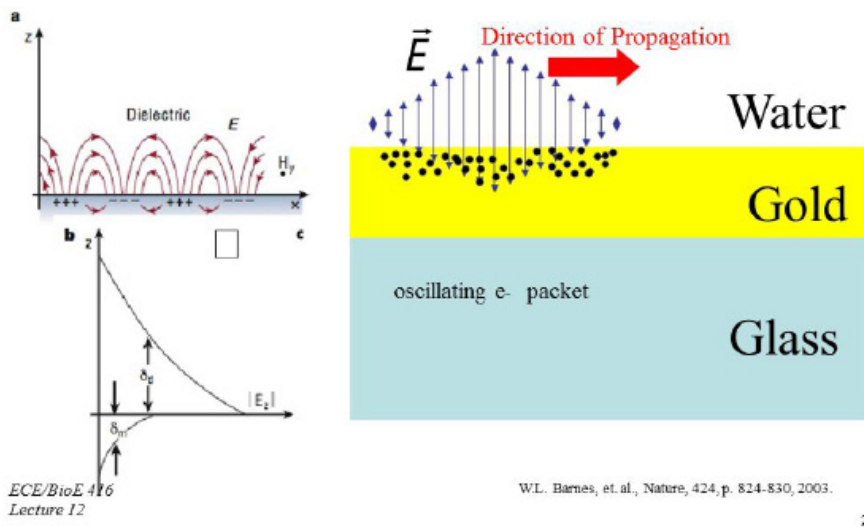 a
z
Dielectric
E
Hy
+++ --- +++ ---
x
b
z
c
δd
|Ez|
δm
ECE/BioE 416
Lecture 12
E
Direction of Propagation
Water
Gold
oscillating e- packet
Glass
W.L. Barnes, et. al., Nature, 424, p. 824-830, 2003.